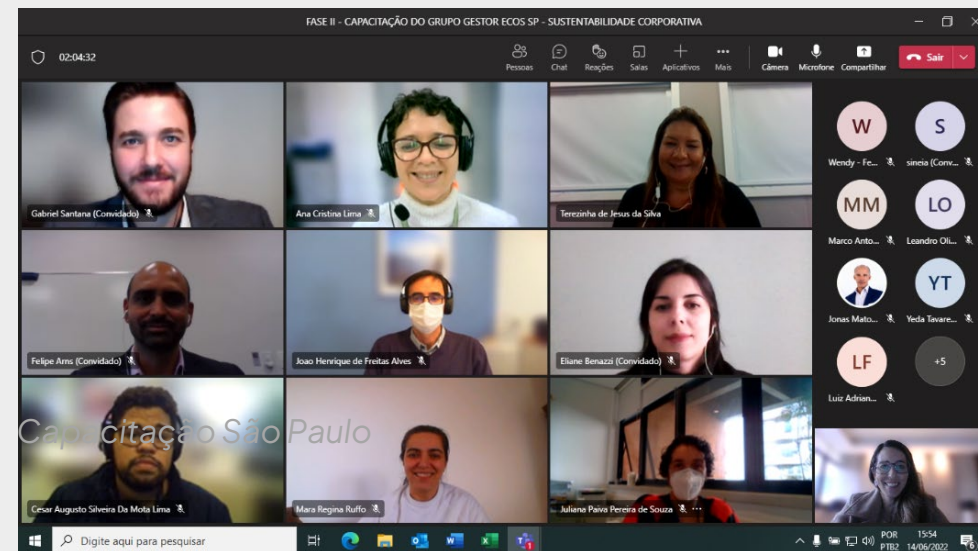 FASE II - CAPACITAÇÃO DO GRUPO GESTOR ECOS SP - SUSTENTABILIDADE CORPORATIVA
02:04:32
Pessoas Chat Reações Salas Aplicativos Mais Câmera Microfone Compartilhar Sair
Gabriel Santana (Convidado)
Ana Cristina Lima
Terezinha de Jesus da Silva
W
S
Wendy - Fe...
sineia (Conv...
MM
LO
Marco Anto...
Leandro Oli...
YT
Jonas Mato...
Yeda Tavare...
LF
+5
Luiz Adrian...
Felipe Arns (Convidado)
Joao Henrique de Freitas Alves
Eliane Benazzi (Convidado)
Capacitação São Paulo
Cesar Augusto Silveira Da Mota Lima
Mara Regina Ruffo
Juliana Paiva Pereira de Souza
Digite aqui para pesquisar
POR 15:54
PTB2 14/06/2022